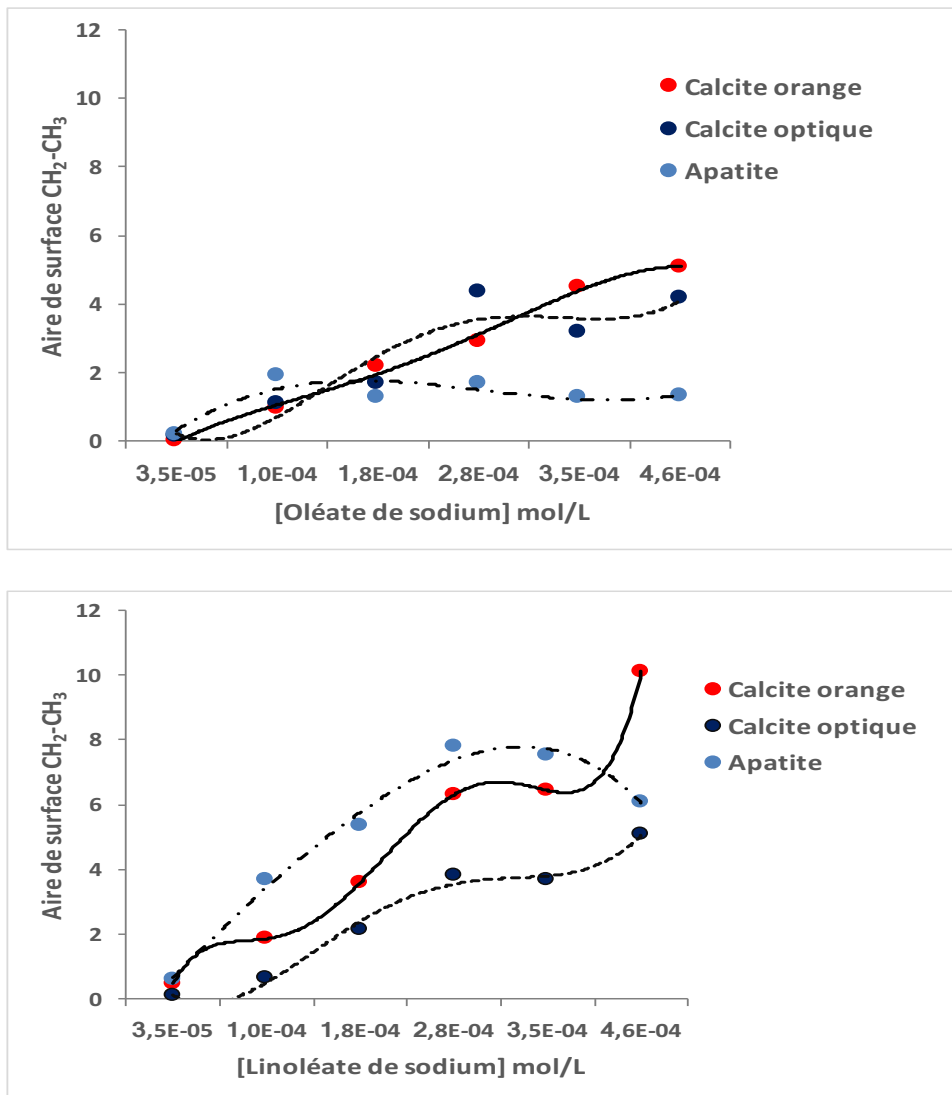 12
10
8
6
4
2
0
Aire de surface CH₂-CH₃
Calcite orange
Calcite optique
Apatite
3,5E-05 1,0E-04 1,8E-04 2,8E-04 3,5E-04 4,6E-04
[Oléate de sodium] mol/L
12
10
8
6
4
2
0
Aire de surface CH₂-CH₃
Calcite orange
Calcite optique
Apatite
3,5E-05 1,0E-04 1,8E-04 2,8E-04 3,5E-04 4,6E-04
[Linoléate de sodium] mol/L